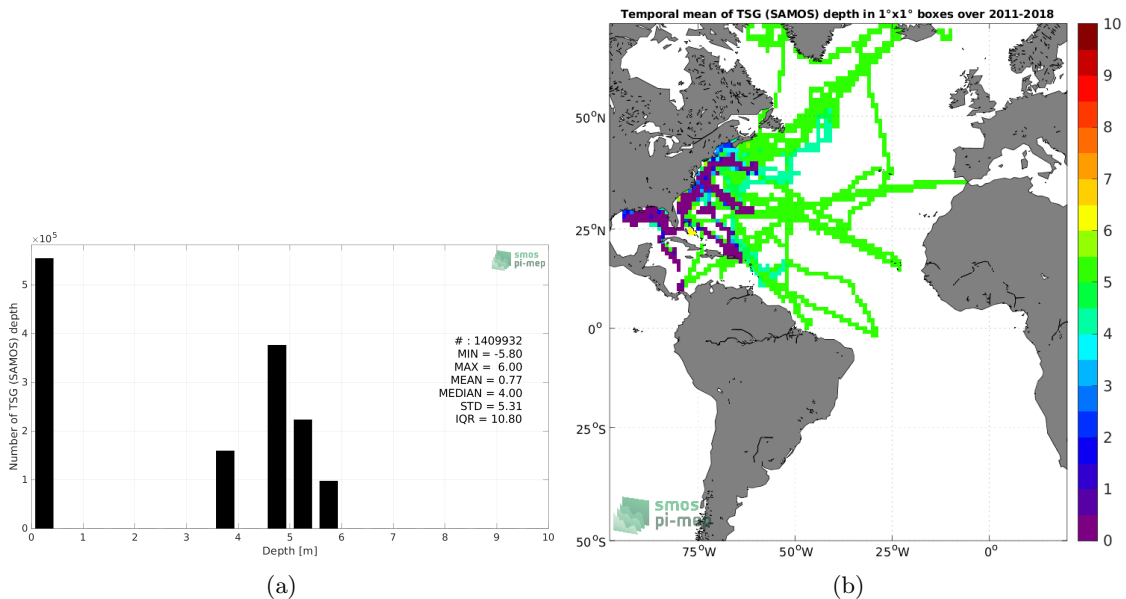 ×10⁵
5
4
3
2
1
0
Number of TSG (SAMOS) depth
smos
pi-mep
# : 1409932
MIN = -5.80
MAX = 6.00
MEAN = 0.77
MEDIAN = 4.00
STD = 5.31
IQR = 10.80
0 1 2 3 4 5 6 7 8 9 10
Depth [m]
(a)
Temporal mean of TSG (SAMOS) depth in 1°x1° boxes over 2011-2018
50°N
25°N
0°
25°S
50°S
75°W 50°W 25°W 0°
smos
pi-mep
10
9
8
7
6
5
4
3
2
1
0
(b)